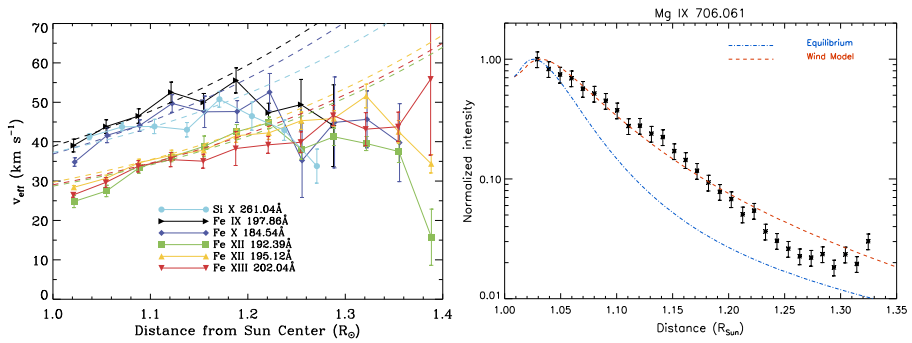 70
60
50
40
30
20
10
0
v_eff (km s⁻¹)
Si X 261.04Å
Fe IX 197.86Å
Fe X 184.54Å
Fe XII 192.39Å
Fe XII 195.12Å
Fe XIII 202.04Å
1.0 1.1 1.2 1.3 1.4
Distance from Sun Center (R☉)
Mg IX 706.061
Equilibrium
Wind Model
1.00
0.10
0.01
Normalized intensity
1.00 1.05 1.10 1.15 1.20 1.25 1.30 1.35
Distance (R_Sun)